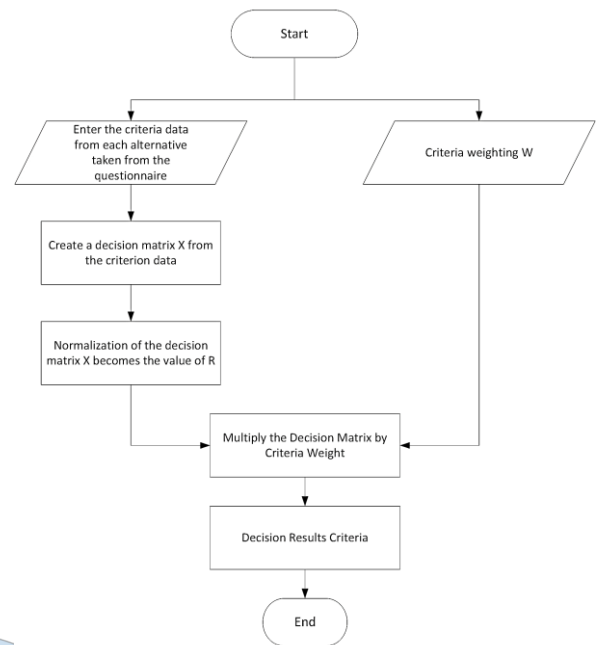 Start
Enter the criteria data
from each alternative
taken from the
questionnaire
Criteria weighting W
Create a decision matrix X from
the criterion data
Normalization of the decision
matrix X becomes the value of R
Multiply the Decision Matrix by
Criteria Weight
Decision Results Criteria
End